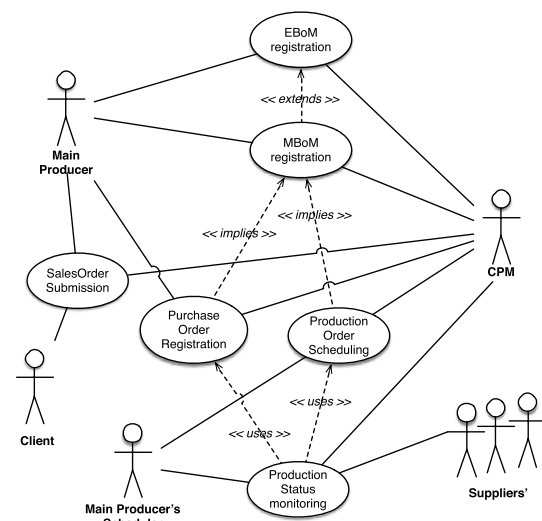 EBoM
registration
<< extends >>
MBoM
registration
Main
Producer
<< implies >>
<< implies >>
CPM
SalesOrder
Submission
Purchase
Order
Registration
Production
Order
Scheduling
<< uses >>
Client
<< uses >>
Production
Status
monitoring
Suppliers'
Main Producer's